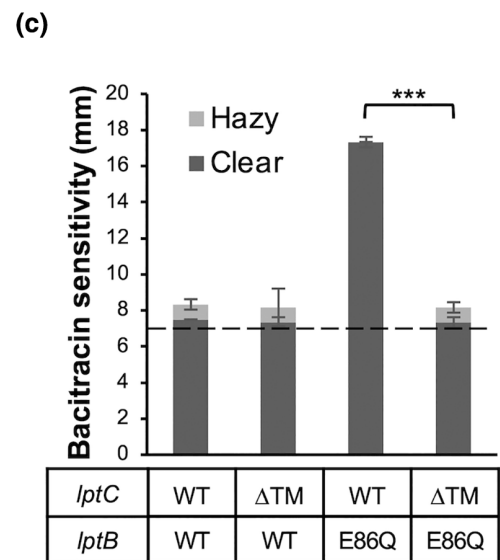 (c)
Bacitracin sensitivity (mm)
20
18
16
14
12
10
8
6
4
2
0
Hazy
Clear
***
lptC WT ΔTM WT ΔTM
lptB WT WT E86Q E86Q